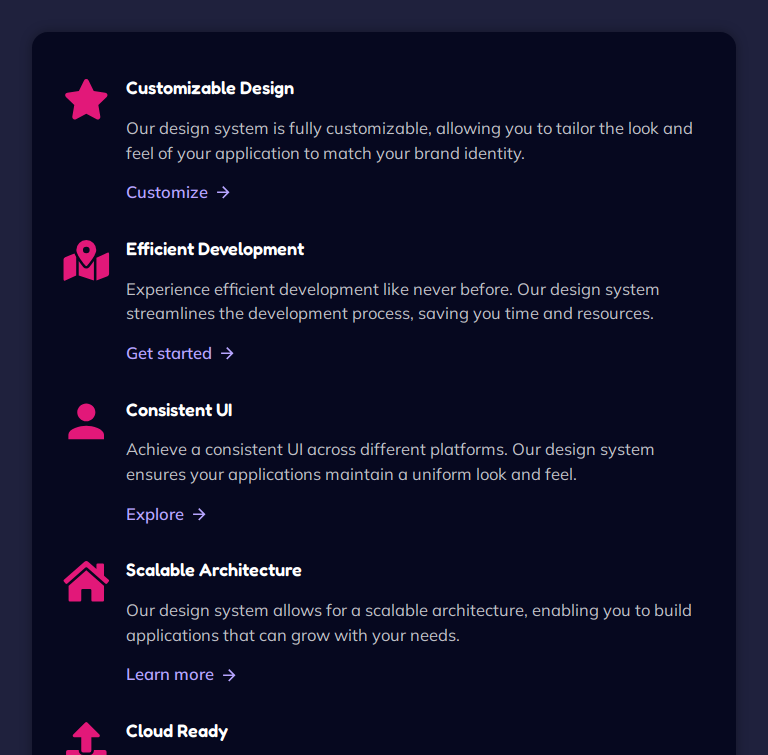 Customizable Design
Our design system is fully customizable, allowing you to tailor the look and
feel of your application to match your brand identity.
Customize →
Efficient Development
Experience efficient development like never before. Our design system
streamlines the development process, saving you time and resources.
Get started →
Consistent UI
Achieve a consistent UI across different platforms. Our design system
ensures your applications maintain a uniform look and feel.
Explore →
Scalable Architecture
Our design system allows for a scalable architecture, enabling you to build
applications that can grow with your needs.
Learn more →
Cloud Ready